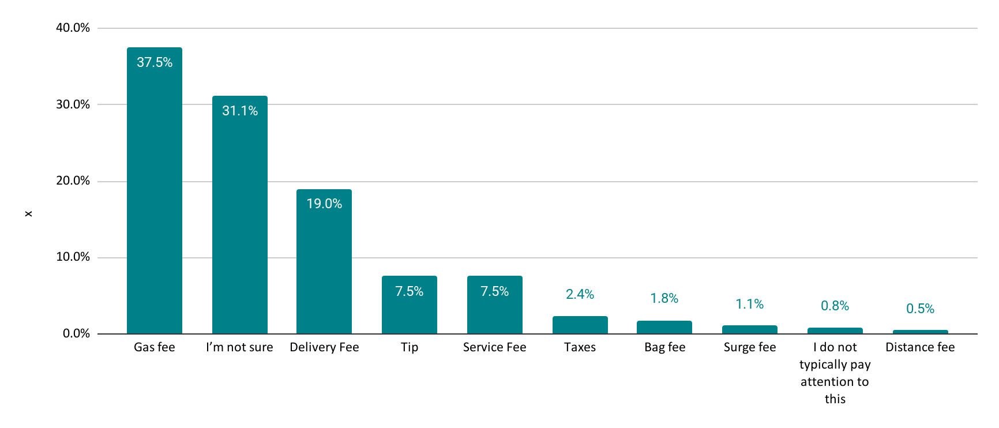 40.0%
30.0%
20.0%
10.0%
0.0%
x
37.5%
31.1%
19.0%
7.5%
7.5%
2.4%
1.8%
1.1%
0.8%
0.5%
Gas fee
I’m not sure
Delivery Fee
Tip
Service Fee
Taxes
Bag fee
Surge fee
I do not
typically pay
attention to
this
Distance fee